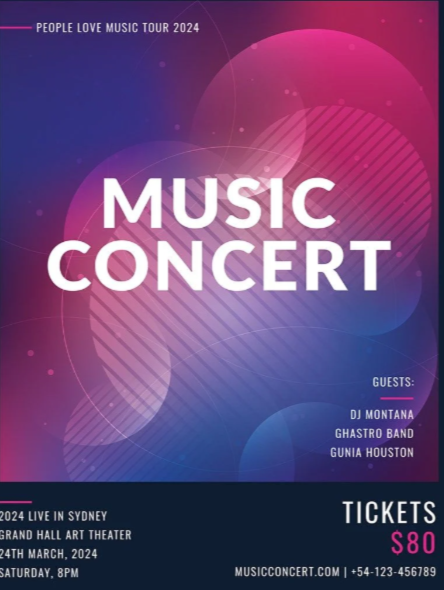 PEOPLE LOVE MUSIC TOUR 2024
MUSIC
CONCERT
GUESTS:
DJ MONTANA
GHASTRO BAND
GUNIA HOUSTON
2024 LIVE IN SYDNEY
GRAND HALL ART THEATER
24TH MARCH, 2024
SATURDAY, 8PM
TICKETS
$80
MUSICCONCERT.COM | +54-123-456789